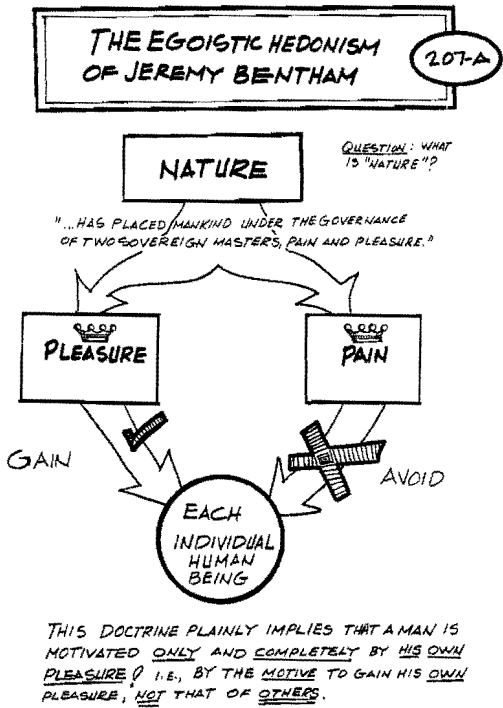 THE EGOISTIC HEDONISM
OF JEREMY BENTHAM
207-A
NATURE
QUESTION: WHAT
IS "NATURE"?
"...HAS PLACED MANKIND UNDER THE GOVERNANCE
OF TWO SOVEREIGN MASTERS, PAIN AND PLEASURE."
PLEASURE
PAIN
GAIN
AVOID
EACH
INDIVIDUAL
HUMAN
BEING
THIS DOCTRINE PLAINLY IMPLIES THAT A MAN IS
MOTIVATED ONLY AND COMPLETELY BY HIS OWN
PLEASURE! I.E., BY THE MOTIVE TO GAIN HIS OWN
PLEASURE, NOT THAT OF OTHERS.